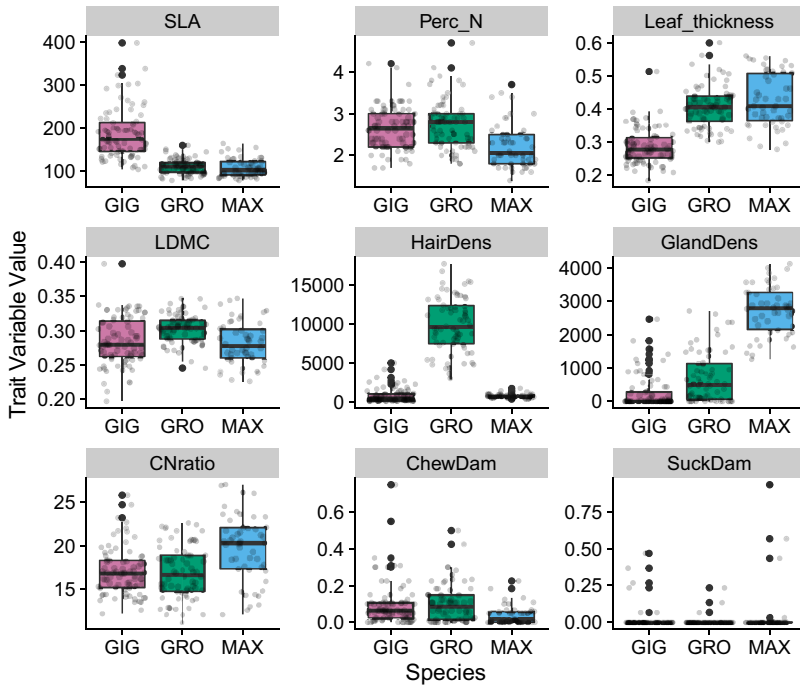 SLA Perc_N Leaf_thickness
400 4 0.6
300 0.5
200 3 0.4
100 2 0.3
0.2
GIG GRO MAX GIG GRO MAX GIG GRO MAX
Trait Variable Value
LDMC HairDens GlandDens
0.40 15000 4000
0.35 10000 3000
0.30 2000
0.25 5000 1000
0.20 0 0
GIG GRO MAX GIG GRO MAX GIG GRO MAX
CNratio ChewDam SuckDam
25 0.6 0.75
20 0.4 0.50
15 0.2 0.25
0.0 0.00
GIG GRO MAX GIG GRO MAX GIG GRO MAX
Species